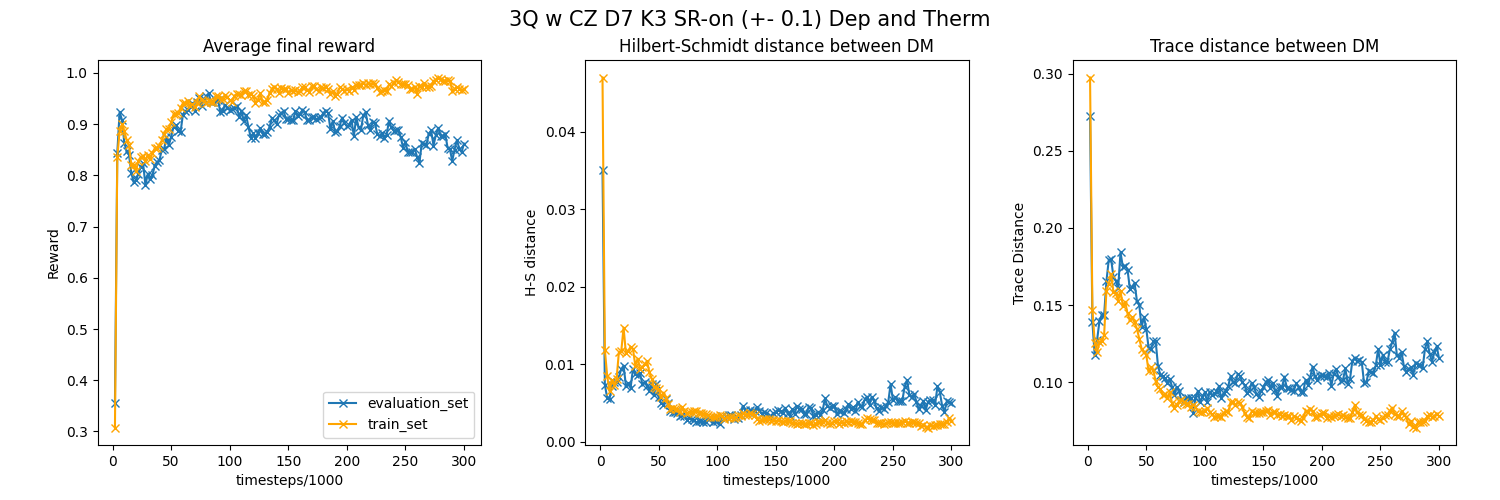 3Q w CZ D7 K3 SR-on (+- 0.1) Dep and Therm
Average final reward
Reward
1.0
0.9
0.8
0.7
0.6
0.5
0.4
0.3
0 50 100 150 200 250 300
timesteps/1000
evaluation_set
train_set
Hilbert-Schmidt distance between DM
H-S distance
0.04
0.03
0.02
0.01
0.00
0 50 100 150 200 250 300
timesteps/1000
Trace distance between DM
Trace Distance
0.30
0.25
0.20
0.15
0.10
0 50 100 150 200 250 300
timesteps/1000